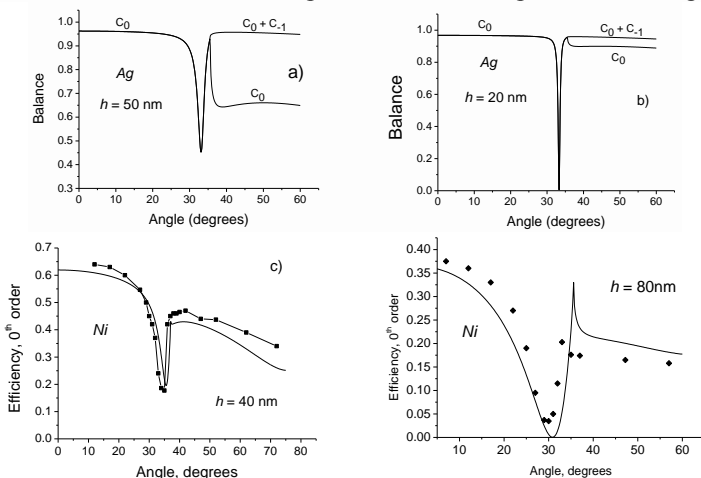 C0
C0 + C-1
Ag
a)
C0
h = 50 nm
Balance
1.0
0.9
0.8
0.7
0.6
0.5
0.4
0.3
0 10 20 30 40 50 60
Angle (degrees)
C0
C0 + C-1
C0
Ag
h = 20 nm
b)
Balance
1.0
0.8
0.6
0.4
0.2
0.0
0 10 20 30 40 50 60
Angle (degrees)
c)
Ni
h = 40 nm
Efficiency, 0th order
0.7
0.6
0.5
0.4
0.3
0.2
0.1
0.0
0 10 20 30 40 50 60 70 80
Angle, degrees
h = 80nm
Ni
Efficiency, 0th order
0.40
0.35
0.30
0.25
0.20
0.15
0.10
0.05
0.00
10 20 30 40 50 60
Angle, degrees